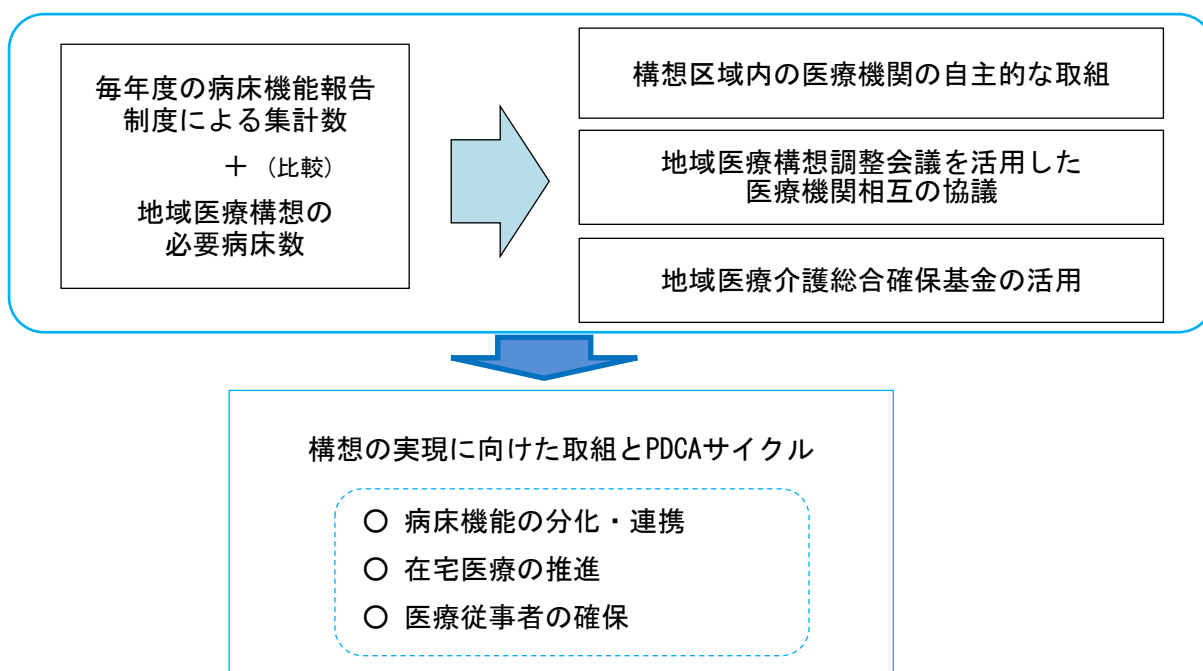 毎年度の病床機能報告
制度による集計数
＋（比較）
地域医療構想の
必要病床数
構想区域内の医療機関の自主的な取組
地域医療構想調整会議を活用した
医療機関相互の協議
地域医療介護総合確保基金の活用
構想の実現に向けた取組とPDCAサイクル
○ 病床機能の分化・連携
○ 在宅医療の推進
○ 医療従事者の確保